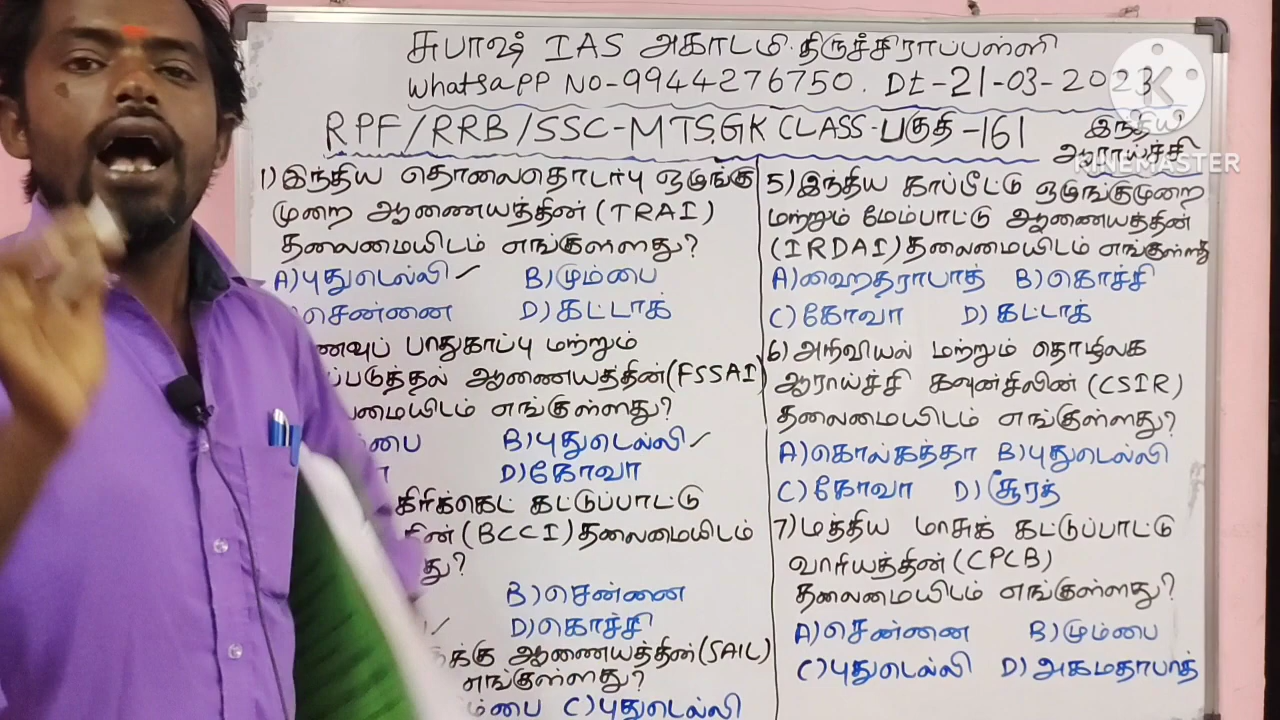 சுபாஷ் IAS அகாடமி. திருச்சிராப்பள்ளி
WhatsaPP No-9944276750. Dt-21-03-2023
RPF/RRB/SSC-MTS.GK CLASS-பகுதி-161
இந்திய
ஆராய்ச்சி
KINEMASTER
1) இந்திய தொலைதொடர்பு ஒழுங்கு
முறை ஆணையத்தின் (TRAI)
தலைமையிடம் எங்குள்ளது?
A) புதுடெல்லி ✓ B) மும்பை
சென்னை D) கட்டாக்
பாதுகாப்பு மற்றும்
ஆணையத்தின் (FSSAI)
எங்குள்ளது?
B) புதுடெல்லி ✓
D) கோவா
கிரிக்கெட் கட்டுப்பாட்டு
(BCCI) தலைமையிடம்
து?
B) சென்னை
✓ D) கொச்சி
ஆணையத்தின் (SAIL)
எங்குள்ளது?
C) புதுடெல்லி
5) இந்திய காப்பீட்டு ஒழுங்குமுறை
மற்றும் மேம்பாட்டு ஆணையத்தின்
(IRDAI) தலைமையிடம் எங்குள்ளது
A) ஹைதராபாத் B) கொச்சி
C) கோவா D) கட்டாக்
6) அறிவியல் மற்றும் தொழிலக
ஆராய்ச்சி கவுன்சிலின் (CSIR)
தலைமையிடம் எங்குள்ளது?
A) கொல்கத்தா B) புதுடெல்லி
C) கோவா D) சூரத்
7) மத்திய மாசுக் கட்டுப்பாட்டு
வாரியத்தின் (CPCB)
தலைமையிடம் எங்குள்ளது?
A) சென்னை B) மும்பை
C) புதுடெல்லி D) அகமதாபாத்